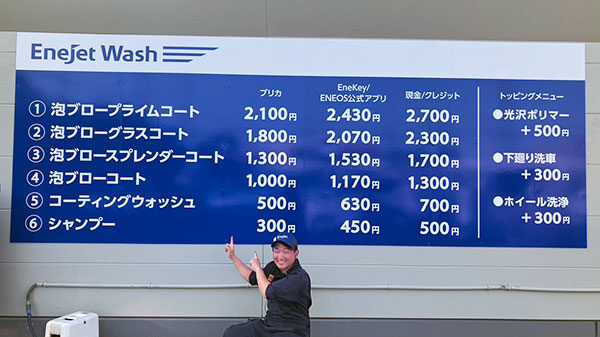 EneJet Wash
プリカ EneKey/ENEOS公式アプリ 現金/クレジット
① 泡ブロープライムコート 2,100円 2,430円 2,700円
② 泡ブローグラスコート 1,800円 2,070円 2,300円
③ 泡ブロースプレンダーコート 1,300円 1,530円 1,700円
④ 泡ブローコート 1,000円 1,170円 1,300円
⑤ コーティングウォッシュ 500円 630円 700円
⑥ シャンプー 300円 450円 500円
トッピングメニュー
●光沢ポリマー
+500円
●下廻り洗車
+300円
●ホイール洗浄
+300円
EneJet